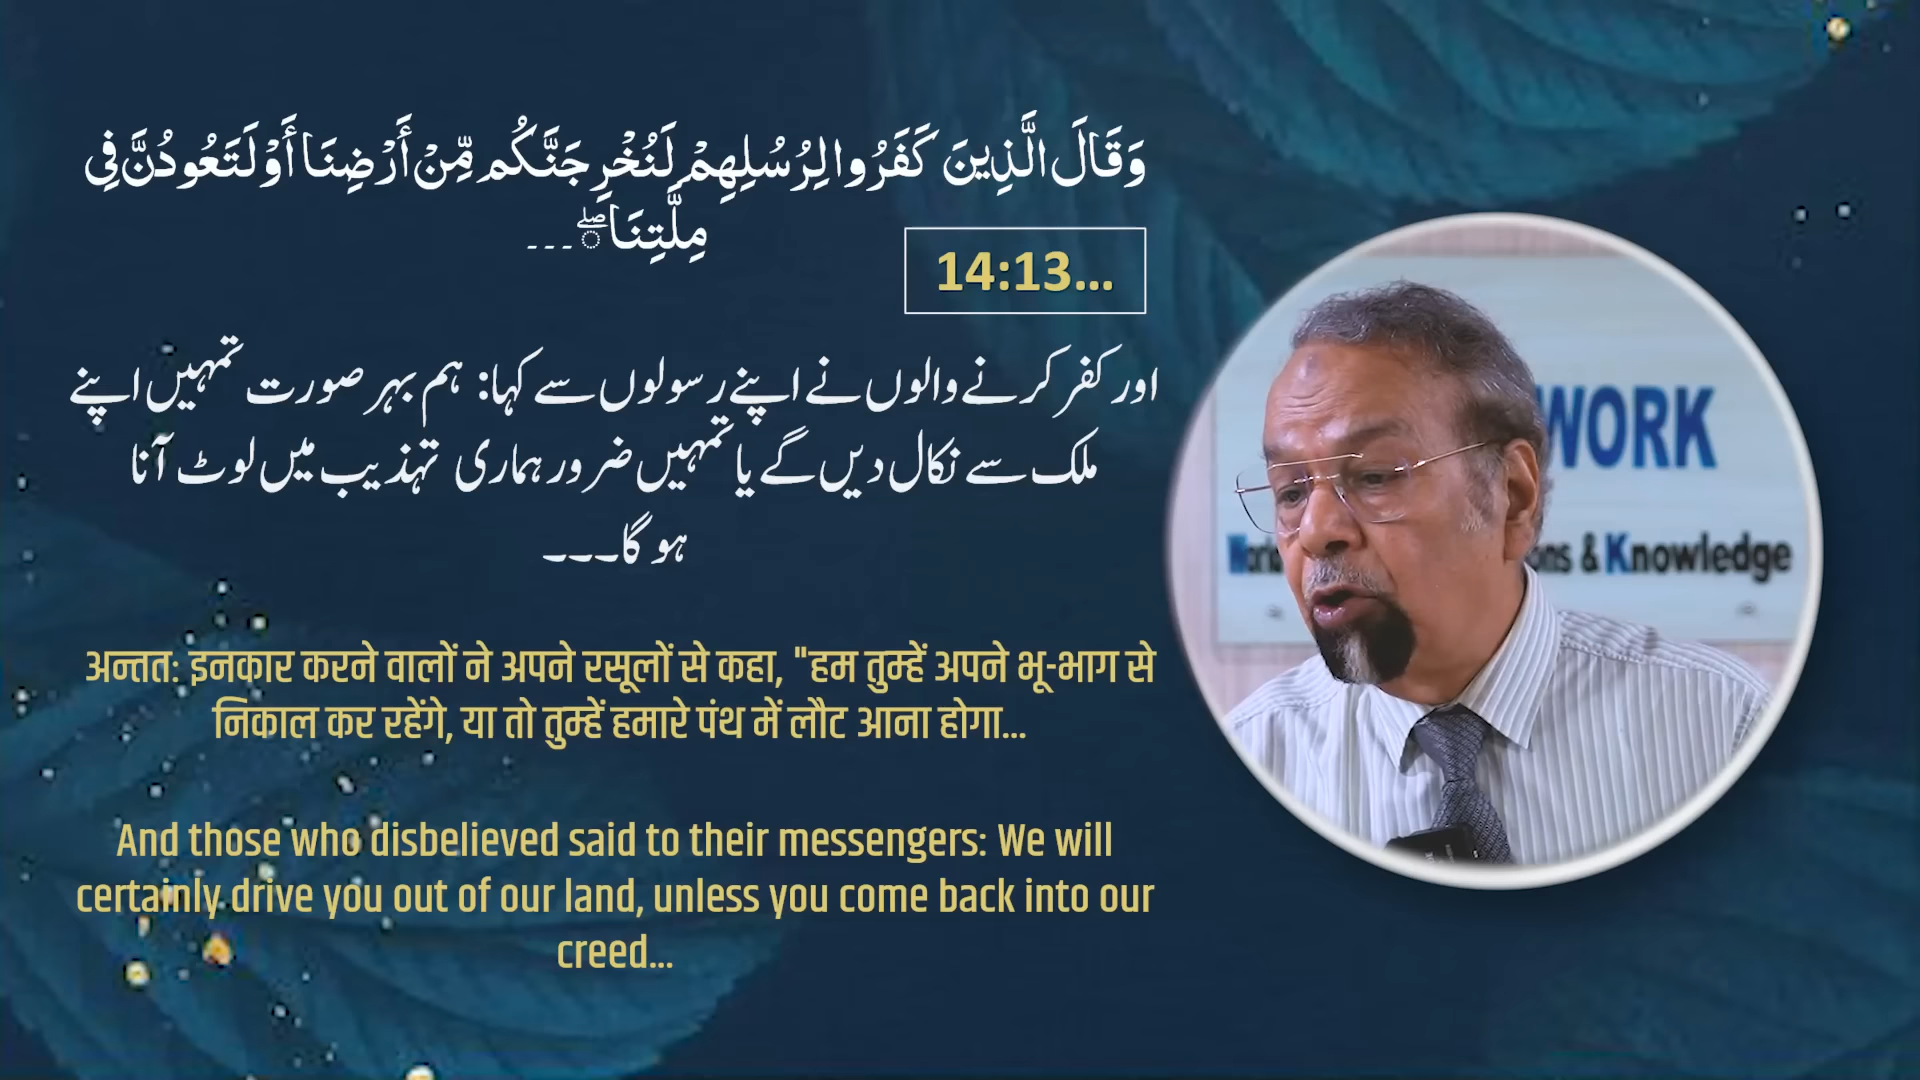 وَقَالَ الَّذِينَ كَفَرُوا لِرُسُلِهِمْ لَنُخْرِجَنَّكُم مِّنْ أَرْضِنَا أَوْ لَتَعُودُنَّ فِي
مِلَّتِنَا ۖ ---
14:13...
اور کفر کرنے والوں نے اپنے رسولوں سے کہا: ہم بہر صورت تمہیں اپنے
ملک سے نکال دیں گے یا تمہیں ضرور ہماری تہذیب میں لوٹ آنا
ہو گا۔۔۔
अन्ततः इनकार करने वालों ने अपने रसूलों से कहा, "हम तुम्हें अपने भू-भाग से
निकाल कर रहेंगे, या तो तुम्हें हमारे पंथ में लौट आना होगा...
And those who disbelieved said to their messengers: We will
certainly drive you out of our land, unless you come back into our
creed...
WORK
& Knowledge